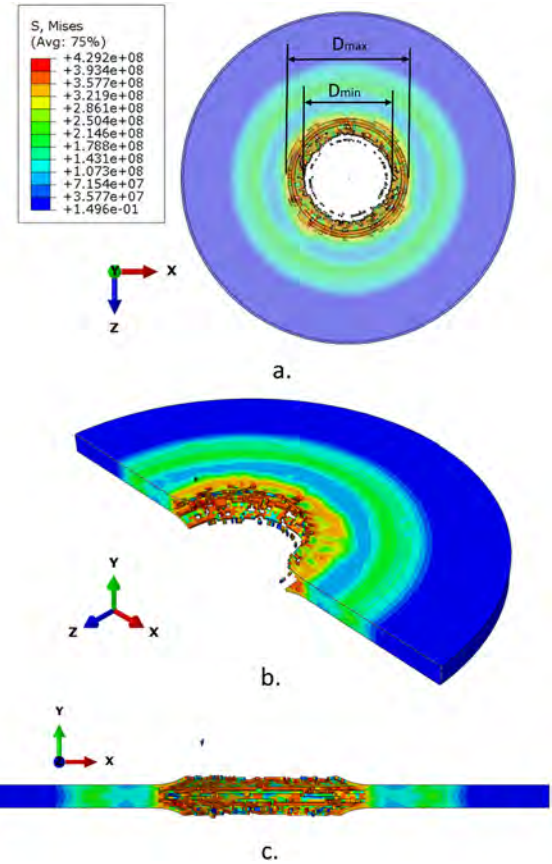 S, Mises
(Avg: 75%)
+4.292e+08
+3.934e+08
+3.577e+08
+3.219e+08
+2.861e+08
+2.504e+08
+2.146e+08
+1.788e+08
+1.431e+08
+1.073e+08
+7.154e+07
+3.577e+07
+1.496e-01
Dmax
Dmin
Y
X
Z
a.
Y
Z
X
b.
Y
X
c.